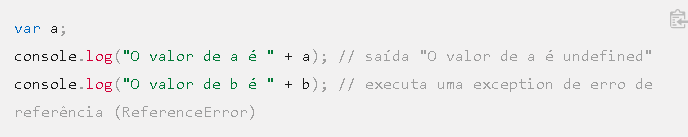 var a;
console.log("O valor de a é " + a); // saída "O valor de a é undefined"
console.log("O valor de b é " + b); // executa uma exception de erro de
referência (ReferenceError)